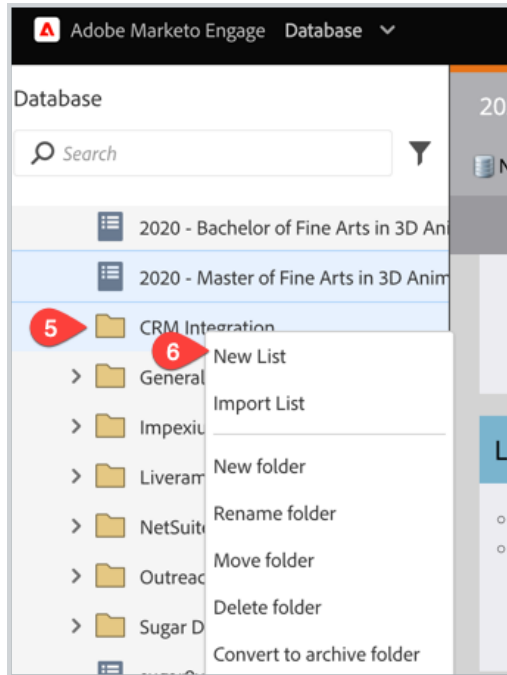 Adobe Marketo Engage Database
Database
20
Search
N
2020 - Bachelor of Fine Arts in 3D Ani
2020 - Master of Fine Arts in 3D Anim
5 CRM Integration
6 New List
General
Import List
Impexiu
L
New folder
Liveram
Rename folder
NetSuite
Move folder
Outreac
Delete folder
Sugar D
Convert to archive folder